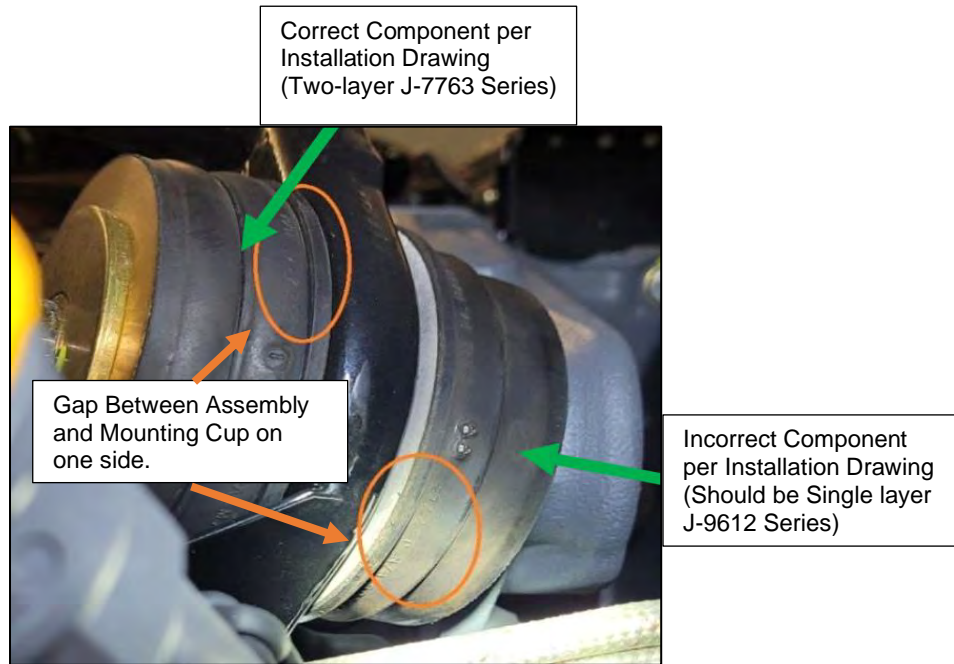 Correct Component per
Installation Drawing
(Two-layer J-7763 Series)
Gap Between Assembly
and Mounting Cup on
one side.
Incorrect Component
per Installation Drawing
(Should be Single layer
J-9612 Series)